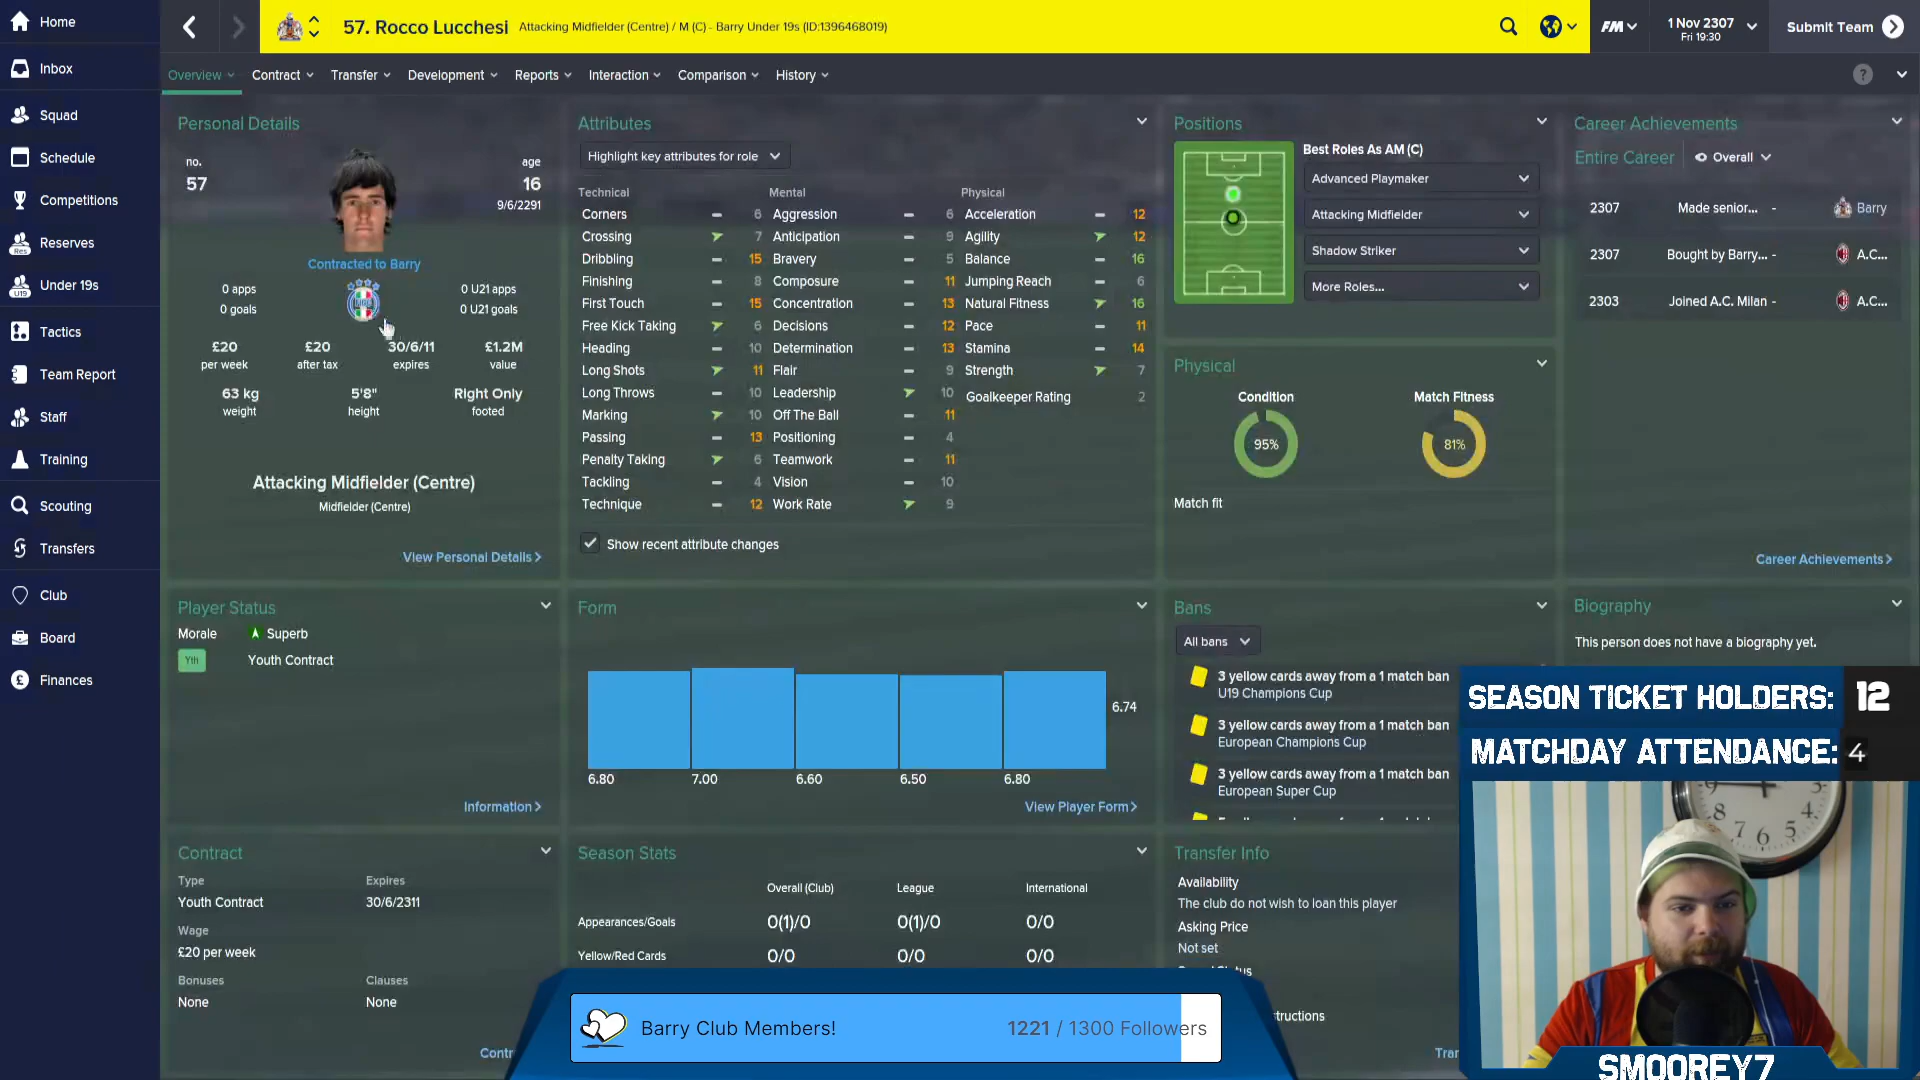 Home
Inbox
Squad
Schedule
Competitions
Reserves
Under 19s
Tactics
Team Report
Staff
Training
Scouting
Transfers
Club
Board
Finances
57. Rocco Lucchesi
Attacking Midfielder (Centre) / M (C) - Barry Under 19s (ID:1396468019)
FM
1 Nov 2307
Fri 19:30
Submit Team
Overview
Contract
Transfer
Development
Reports
Interaction
Comparison
History
Personal Details
no.
57
age
16
9/6/2291
Contracted to Barry
0 apps
0 goals
0 U21 apps
0 U21 goals
£20 per week
£20 after tax
30/6/11 expires
£1.2M value
63 kg weight
5'8" height
Right Only footed
Attacking Midfielder (Centre)
Midfielder (Centre)
View Personal Details
Attributes
Highlight key attributes for role
Technical
Corners 6
Crossing 7
Dribbling 15
Finishing 8
First Touch 15
Free Kick Taking 6
Heading 10
Long Shots 11
Long Throws 10
Marking 10
Passing 13
Penalty Taking 6
Tackling 4
Technique 12
Mental
Aggression 6
Anticipation 9
Bravery 5
Composure 11
Concentration 13
Decisions 12
Determination 13
Flair 9
Leadership 10
Off The Ball 11
Positioning 4
Teamwork 11
Vision 10
Work Rate 9
Physical
Acceleration 12
Agility 12
Balance 16
Jumping Reach 6
Natural Fitness 16
Pace 11
Stamina 14
Strength 7
Goalkeeper Rating 2
Show recent attribute changes
Positions
Best Roles As AM (C)
Advanced Playmaker
Attacking Midfielder
Shadow Striker
More Roles...
Physical
Condition
95%
Match Fitness
81%
Match fit
Career Achievements
Entire Career
Overall
2307 Made senior... - Barry
2307 Bought by Barry... - A.C...
2303 Joined A.C. Milan - A.C...
Career Achievements
Player Status
Morale Superb
Yth Youth Contract
Information
Form
6.74
6.80 7.00 6.60 6.50 6.80
View Player Form
Bans
All bans
3 yellow cards away from a 1 match ban
U19 Champions Cup
3 yellow cards away from a 1 match ban
European Champions Cup
3 yellow cards away from a 1 match ban
European Super Cup
Biography
This person does not have a biography yet.
SEASON TICKET HOLDERS: 12
MATCHDAY ATTENDANCE: 4
Contract
Type
Youth Contract
Expires
30/6/2311
Wage
£20 per week
Bonuses
None
Clauses
None
Season Stats
Overall (Club) League International
Appearances/Goals 0(1)/0 0(1)/0 0/0
Yellow/Red Cards 0/0 0/0 0/0
Transfer Info
Availability
The club do not wish to loan this player
Asking Price
Not set
Barry Club Members!
1221 / 1300 Followers
SMOOREY7